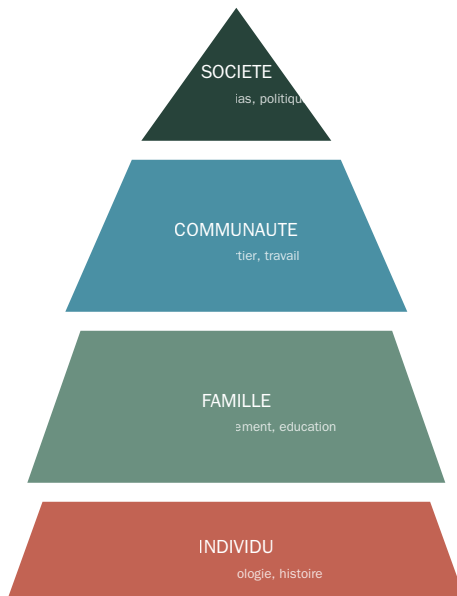 SOCIETE
ias, politiqu
COMMUNAUTE
tier, travail
FAMILLE
ement, education
INDIVIDU
ologie, histoire